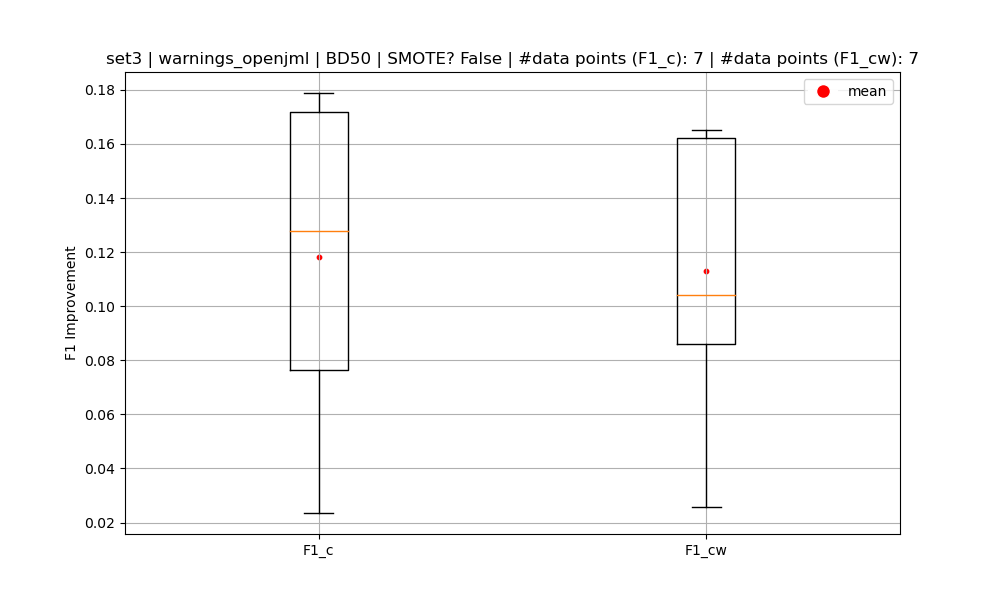 set3 | warnings_openjml | BD50 | SMOTE? False | #data points (F1_c): 7 | #data points (F1_cw): 7
mean
0.18
0.16
0.14
0.12
0.10
0.08
0.06
0.04
0.02
F1 Improvement
F1_c
F1_cw